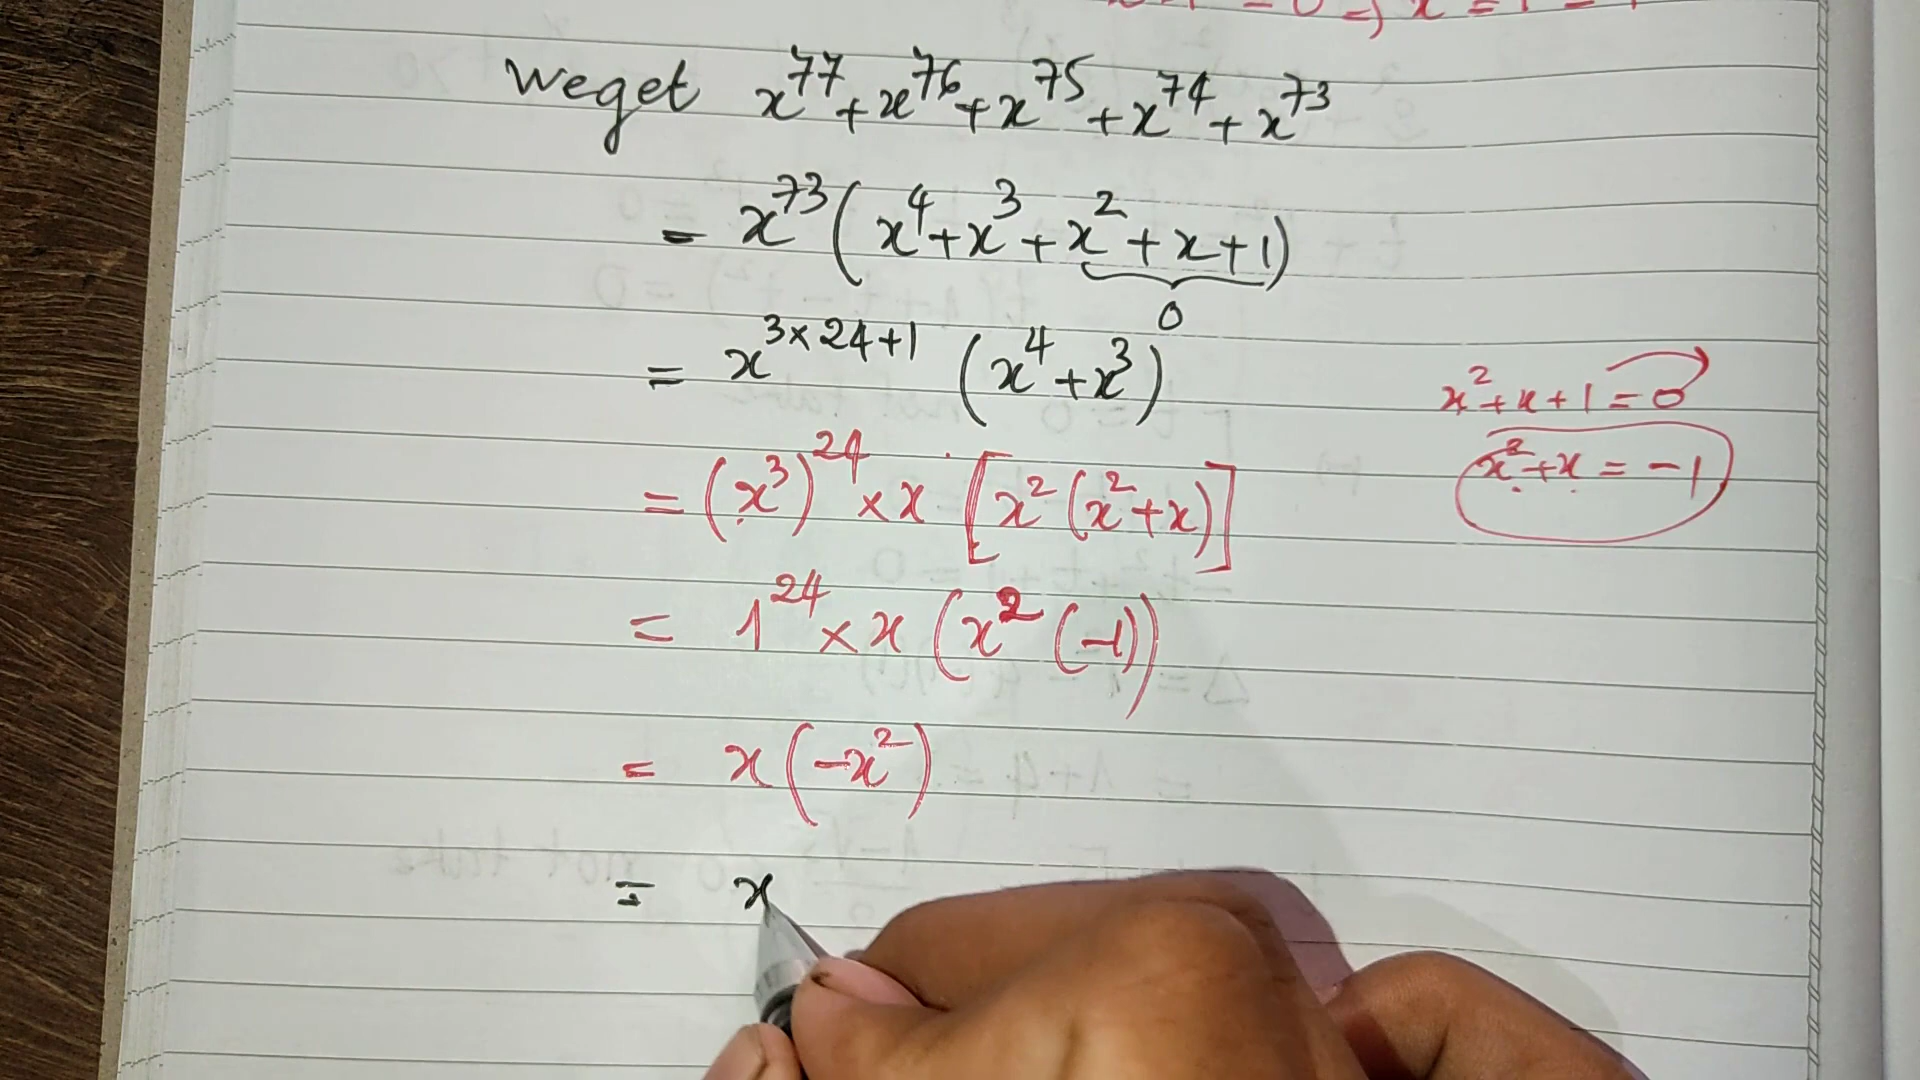 weget x^77 + x^76 + x^75 + x^74 + x^73
= x^73 (x^4 + x^3 + x^2 + x + 1)
0
= x^3×24+1 (x^4 + x^3)
x^2 + x + 1 = 0
x^2 + x = -1
= (x^3)^24 × x [x^2 (x^2 + x)]
= 1^24 × x (x^2 (-1))
= x (-x^2)
= x